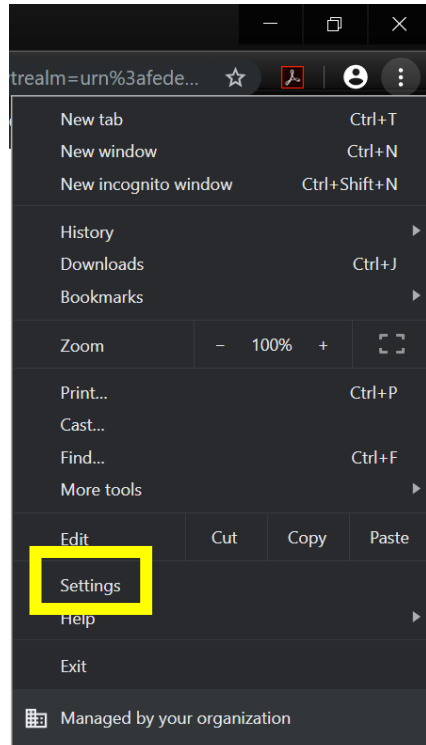 trealm=urn%3afede...
New tab Ctrl+T
New window Ctrl+N
New incognito window Ctrl+Shift+N
History
Downloads Ctrl+J
Bookmarks
Zoom - 100% +
Print... Ctrl+P
Cast...
Find... Ctrl+F
More tools
Edit Cut Copy Paste
Settings
Help
Exit
Managed by your organization